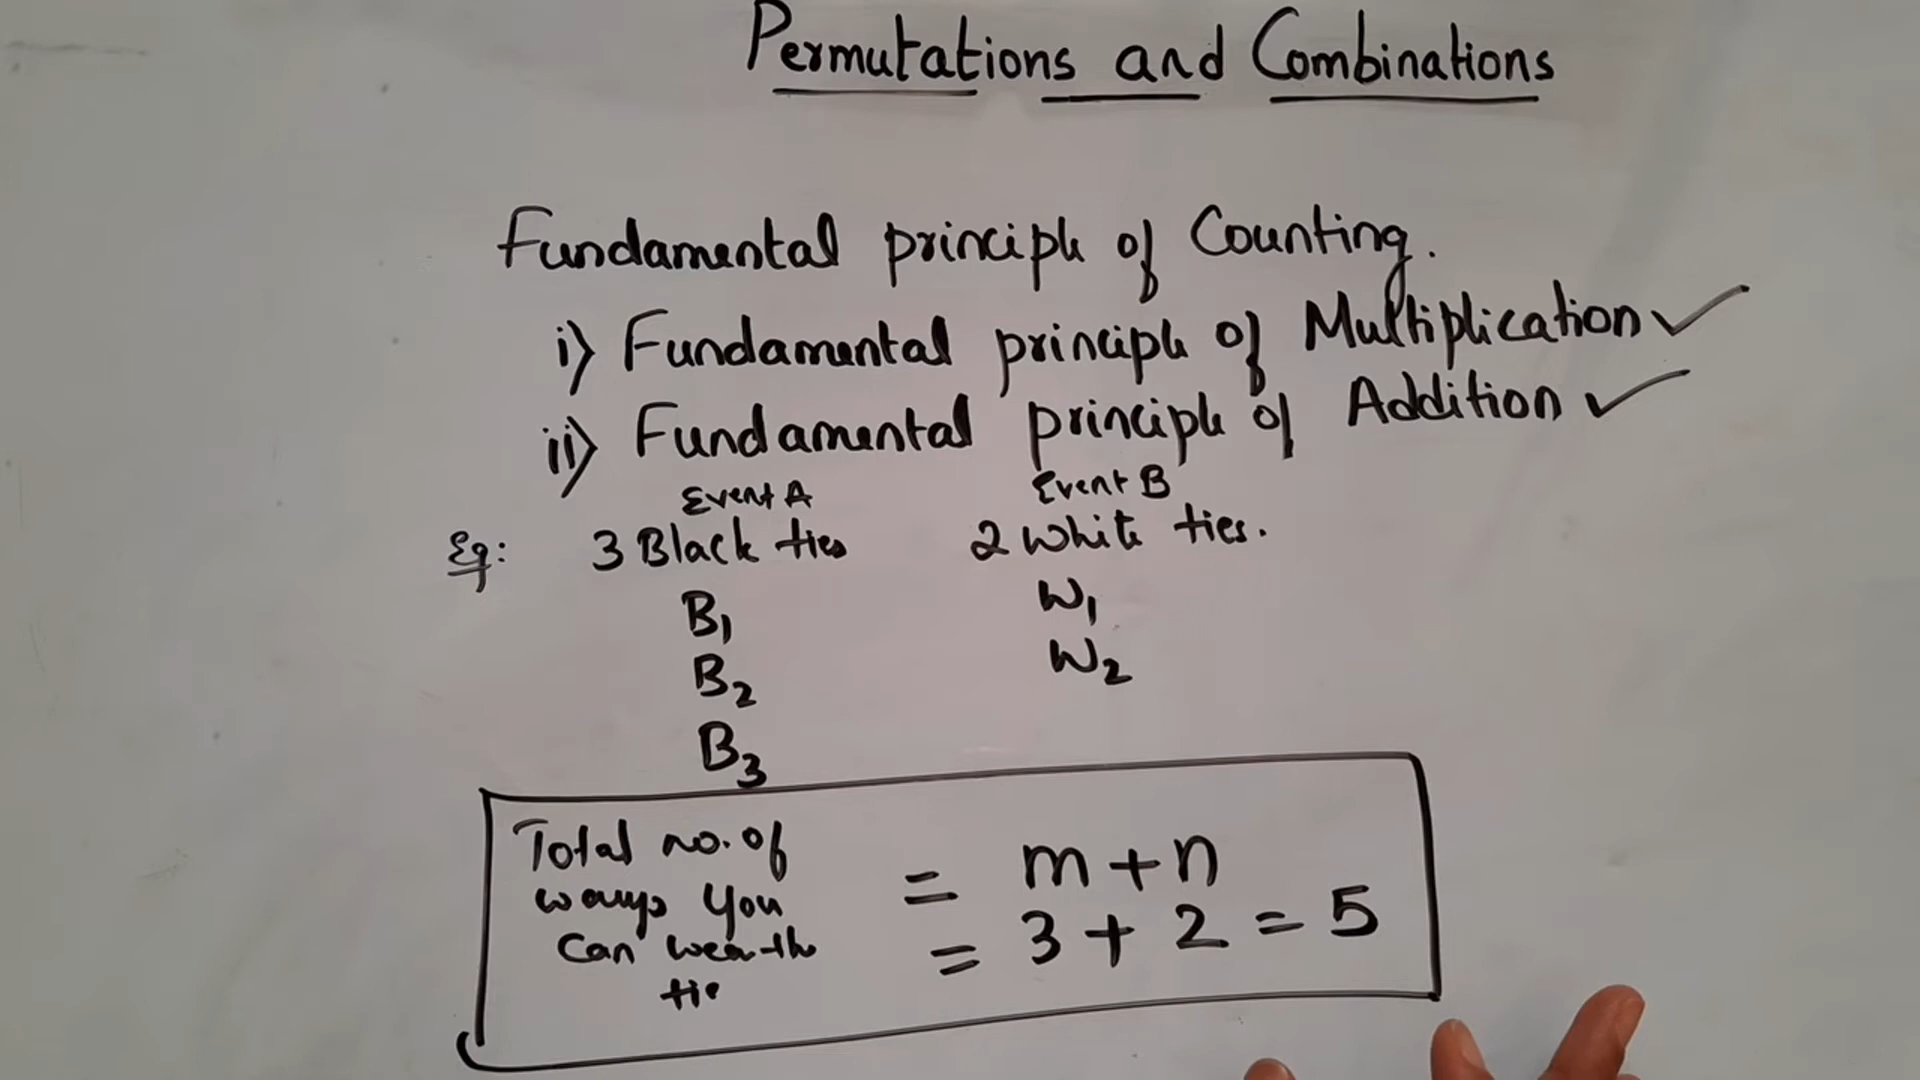 Permutations and Combinations
Fundamental principle of Counting.
i) Fundamental principle of Multiplication ✓
ii) Fundamental principle of Addition ✓
Event A Event B
Eg: 3 Black ties 2 White ties.
B1 W1
B2 W2
B3
Total no. of = m + n
ways you
can wear the = 3 + 2 = 5
tie